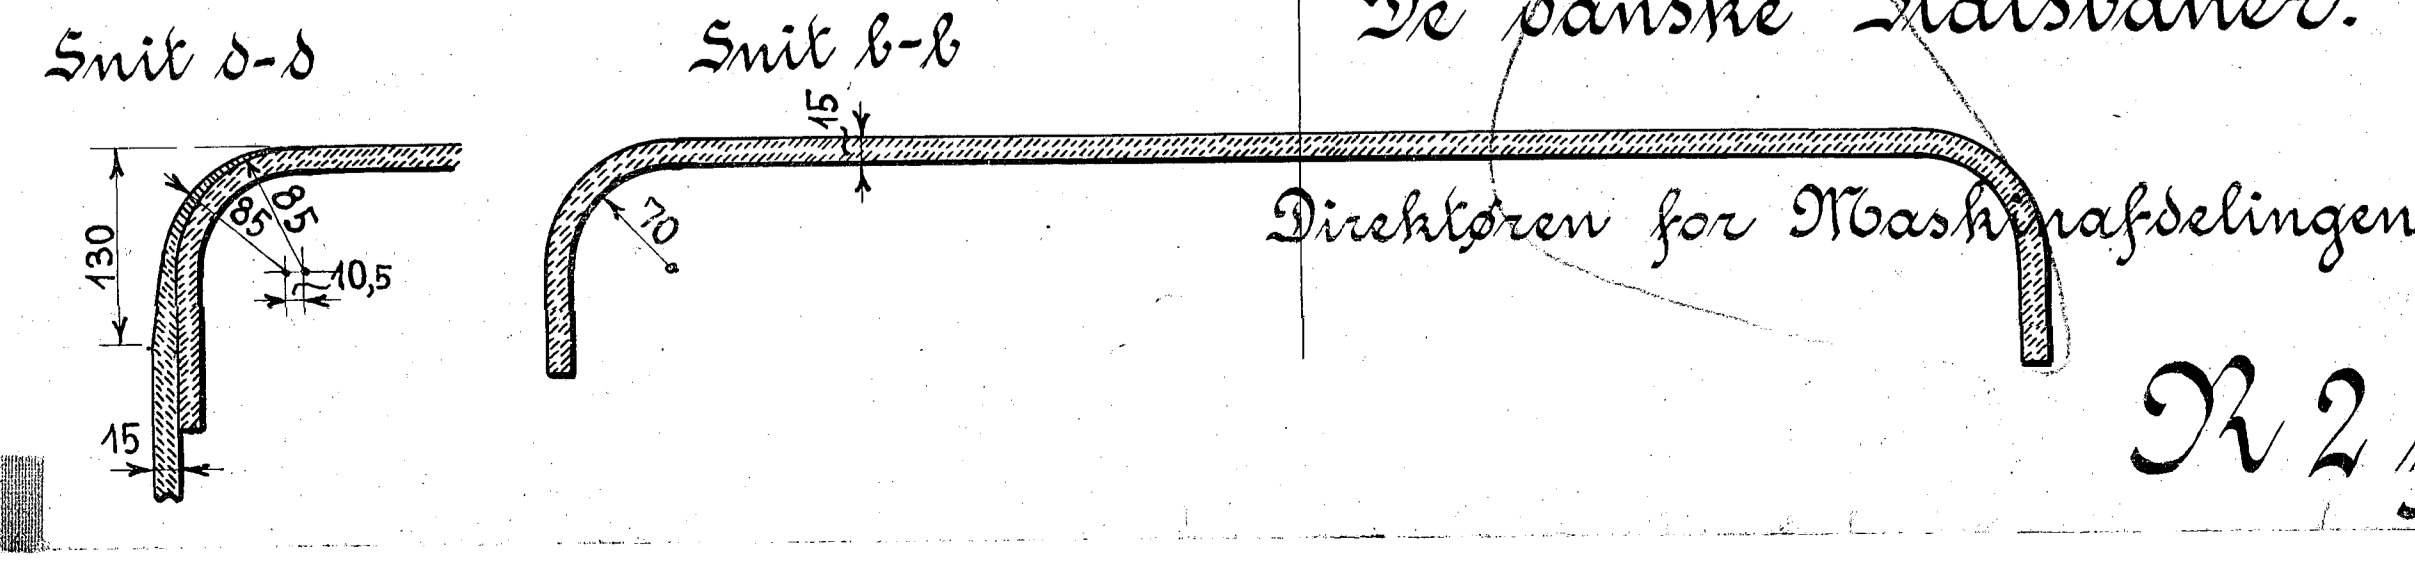 De danske Statsbaner.
Snit d-d
Snit b-b
15
85
85
130
10,5
70
Direktøren for Maskinafdelingen
15
R 2